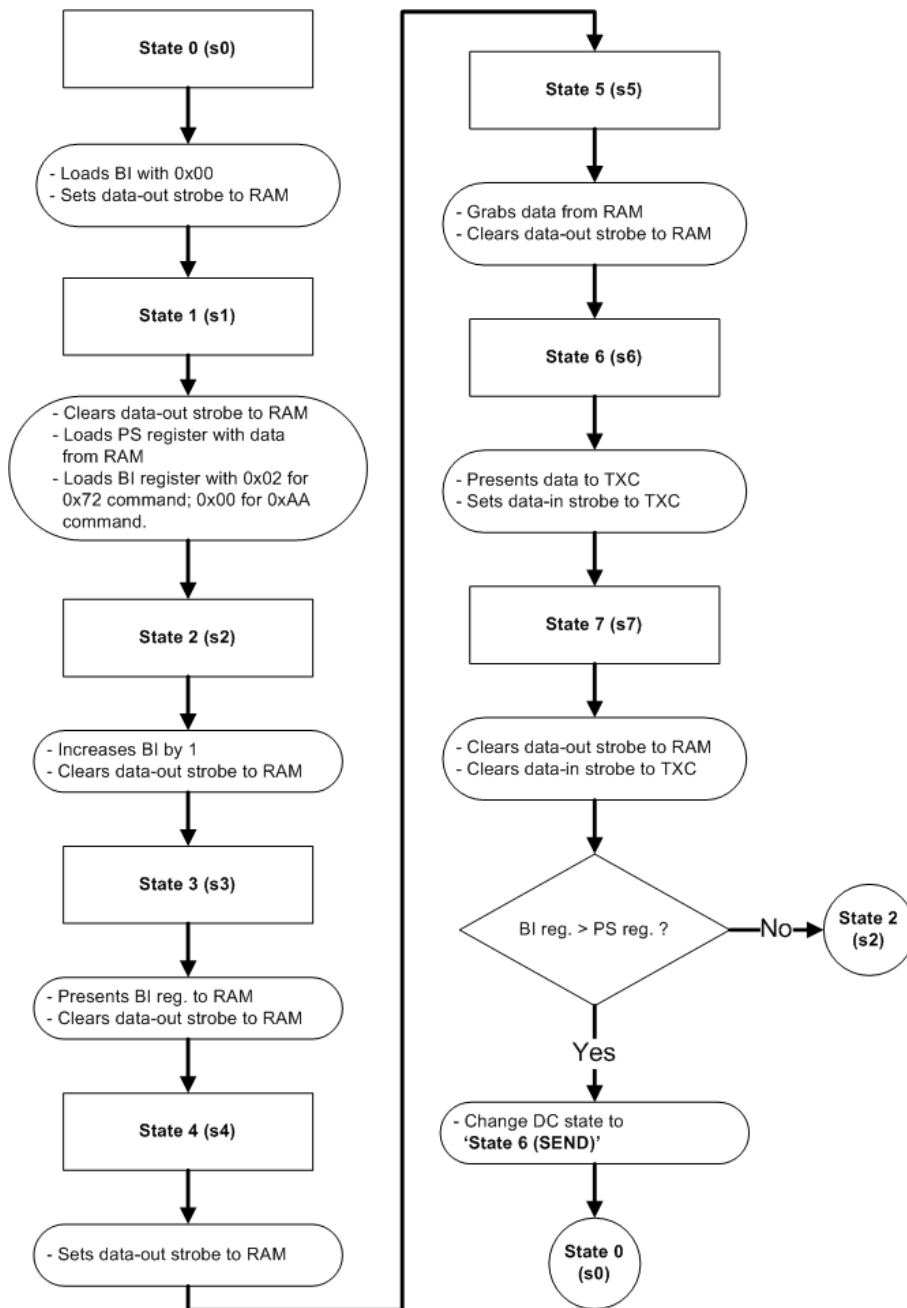 State 0 (s0)
- Loads BI with 0x00
- Sets data-out strobe to RAM
State 1 (s1)
- Clears data-out strobe to RAM
- Loads PS register with data
from RAM
- Loads BI register with 0x02 for
0x72 command; 0x00 for 0xAA
command.
State 2 (s2)
- Increases BI by 1
- Clears data-out strobe to RAM
State 3 (s3)
- Presents BI reg. to RAM
- Clears data-out strobe to RAM
State 4 (s4)
- Sets data-out strobe to RAM
State 5 (s5)
- Grabs data from RAM
- Clears data-out strobe to RAM
State 6 (s6)
- Presents data to TXC
- Sets data-in strobe to TXC
State 7 (s7)
- Clears data-out strobe to RAM
- Clears data-in strobe to TXC
BI reg. > PS reg. ?
No
State 2
(s2)
Yes
- Change DC state to
‘State 6 (SEND)’
State 0
(s0)